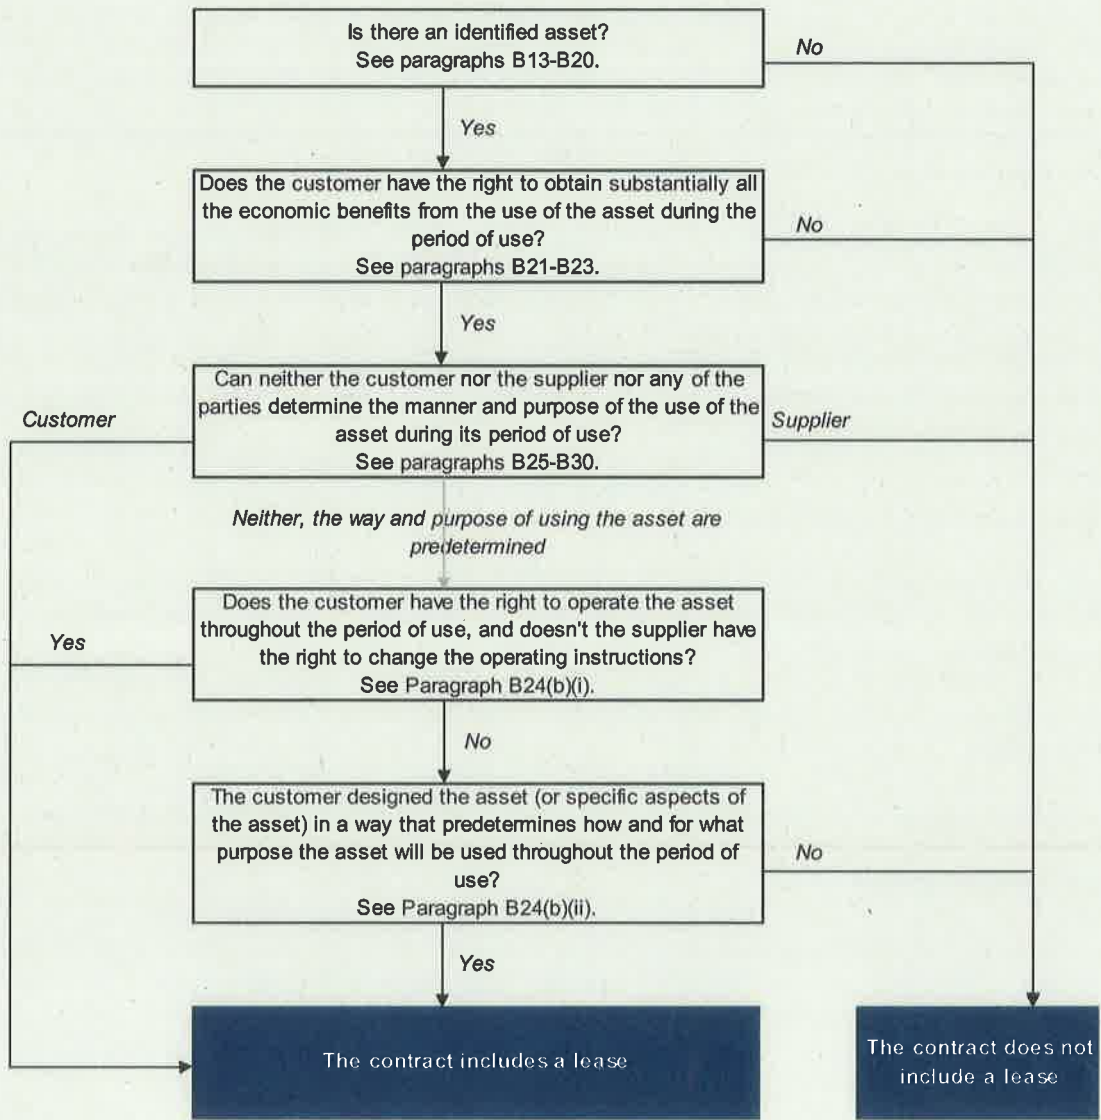 Is there an identified asset?
See paragraphs B13-B20.
No
Yes
Does the customer have the right to obtain substantially all
the economic benefits from the use of the asset during the
period of use?
See paragraphs B21-B23.
No
Yes
Can neither the customer nor the supplier nor any of the
parties determine the manner and purpose of the use of the
asset during its period of use?
See paragraphs B25-B30.
Customer
Supplier
Neither, the way and purpose of using the asset are
predetermined
Does the customer have the right to operate the asset
throughout the period of use, and doesn't the supplier have
the right to change the operating instructions?
See Paragraph B24(b)(i).
Yes
No
The customer designed the asset (or specific aspects of
the asset) in a way that predetermines how and for what
purpose the asset will be used throughout the period of
use?
See Paragraph B24(b)(ii).
No
Yes
The contract includes a lease
The contract does not
include a lease